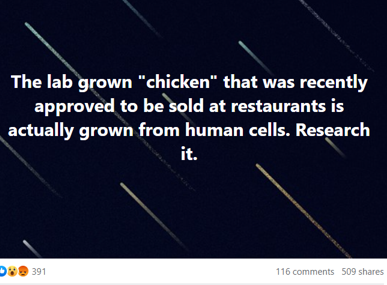 The lab grown "chicken" that was recently
approved to be sold at restaurants is
actually grown from human cells. Research
it.
391
116 comments 509 shares